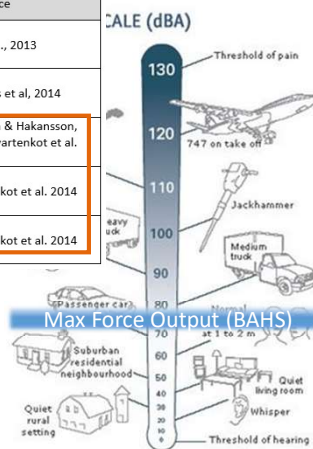 ce
CALE (dBA)
., 2013
s et al, 2014
& Hakansson,
vartenkot et al.
kot et al. 2014
kot et al. 2014
130
Threshold of pain
120
747 on take off
110
Jackhammer
100
eavy
uck
Medium
truck
90
Passenger car
80
Normal
Max Force Output (BAHS)
70
at 1 to 2 m
60
Suburban
residential
neighbourhood
50
Quiet
living room
40
30
Whisper
Quiet
rural
setting
20
10
0
Threshold of hearing